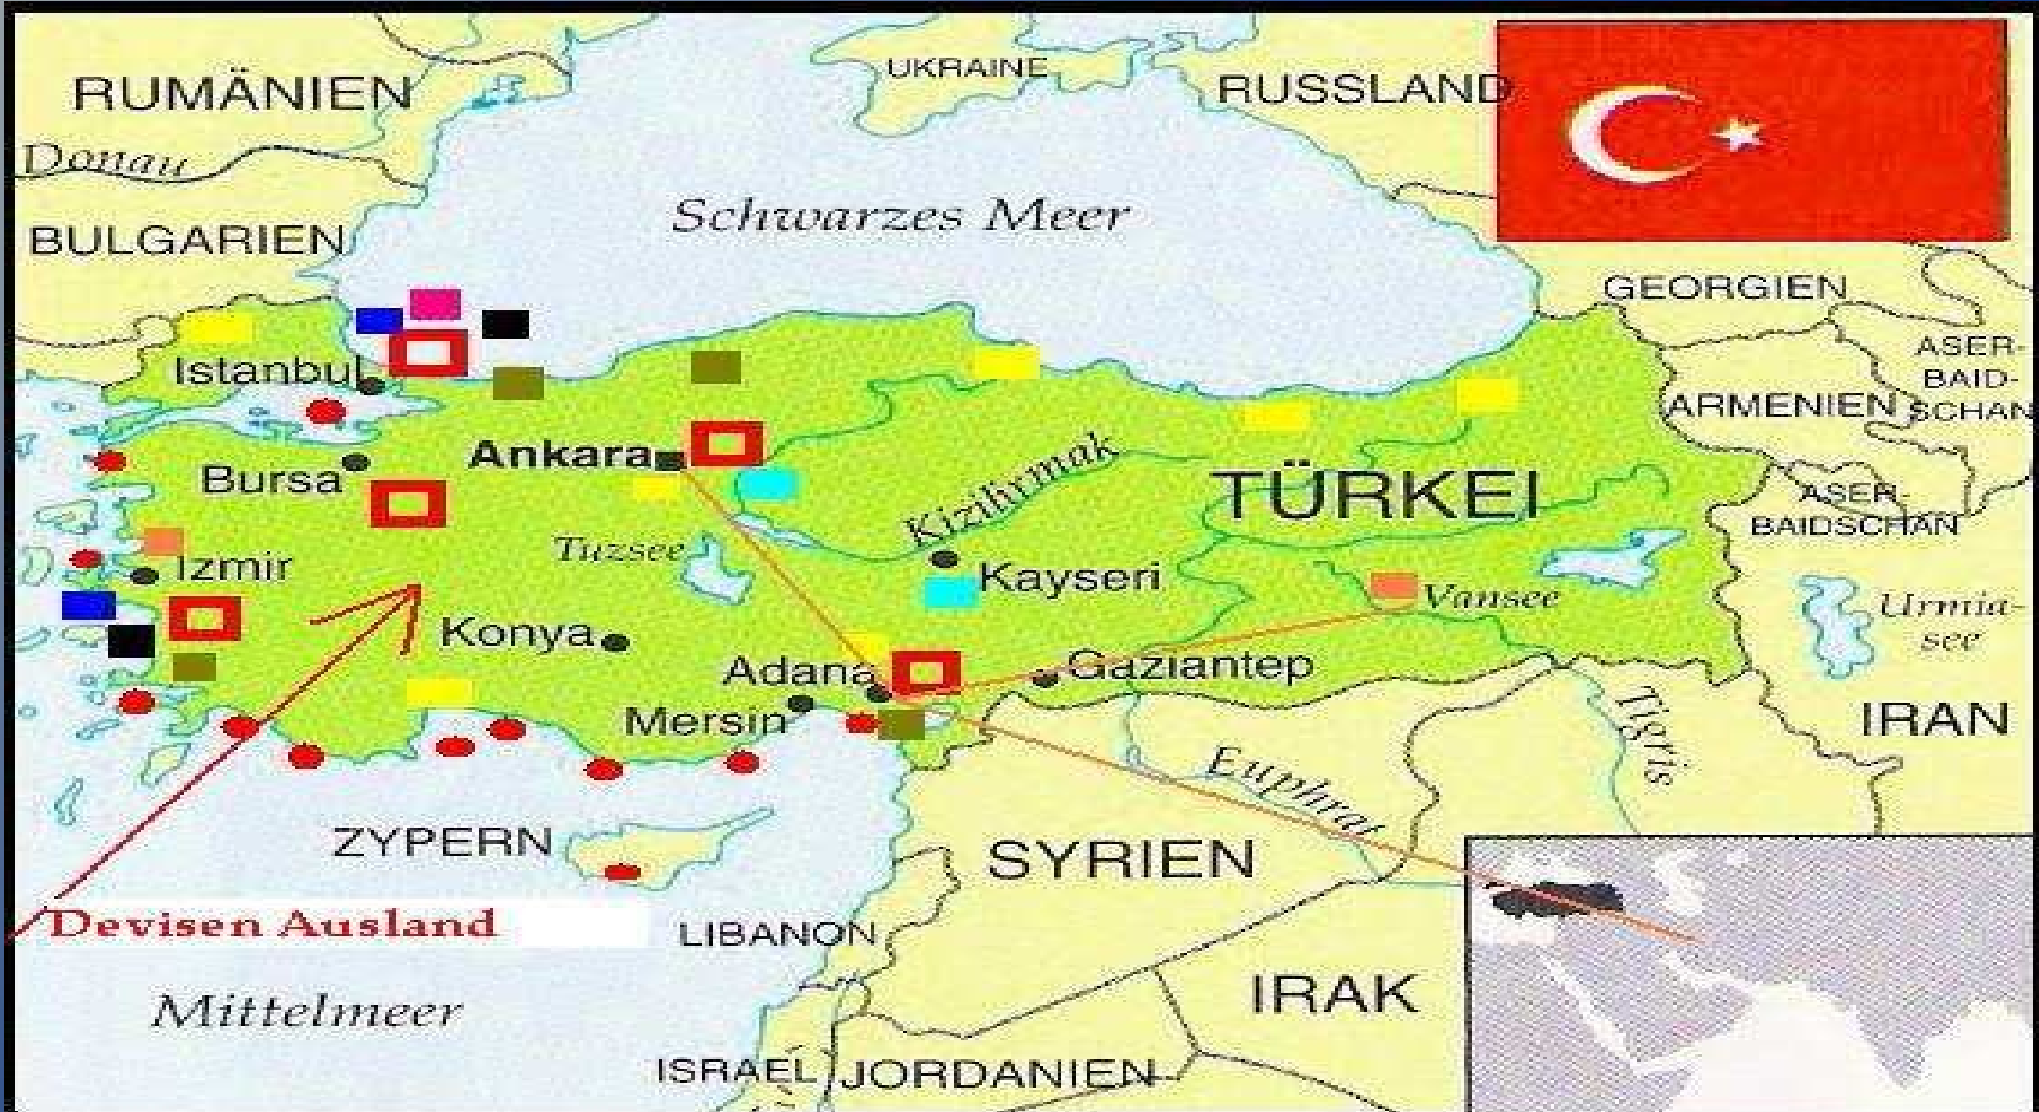 UKRAINE
RUMÄNIEN
RUSSLAND
Donau
Schwarzes Meer
BULGARIEN
GEORGIEN
Istanbul
ASER-
BAID-
SCHAN
ARMENIEN
Ankara
Bursa
Kizihrmak
TÜRKEI
ASER-
BAIDSCHAN
Tuzsee
Izmir
Kayseri
Vansee
Urmia-
see
Konya
Adana
Gaziantep
Mersin
Tigris
IRAN
Euphrat
ZYPERN
SYRIEN
Devisen Ausland
LIBANON
IRAK
Mittelmeer
ISRAEL
JORDANIEN